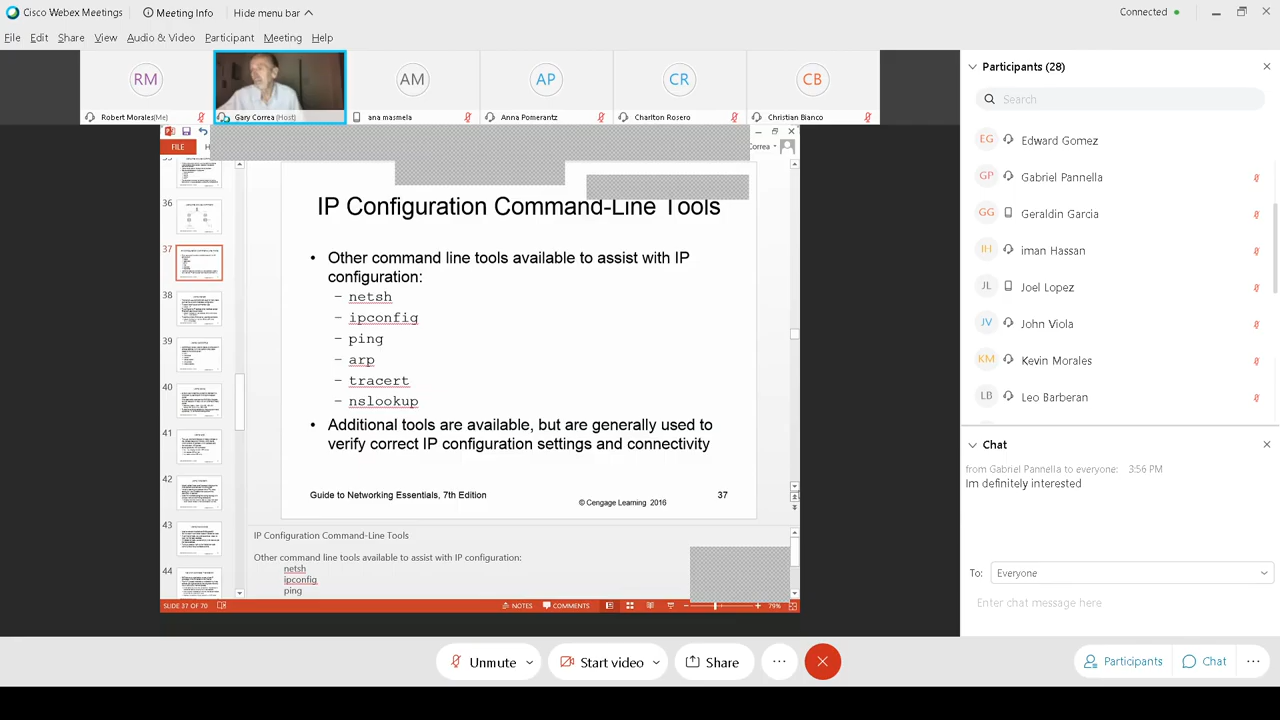 Cisco Webex Meetings
Meeting Info
Hide menu bar
Connected
File Edit Share View Audio & Video Participant Meeting Help
RM
AM
AP
CR
CB
Robert Morales(Me)
Gary Correa (Host)
ana masmela
Anna Pomerantz
Charlton Rosero
Christian Bianco
FILE
H
Correa
36
37
38
39
40
41
42
43
44
IP Configuration Command-Line Tools
• Other command line tools available to assist with IP
configuration:
– netsh
– ipconfig
– ping
– arp
– tracert
– nslookup
• Additional tools are available, but are generally used to
verify correct IP configuration settings and connectivity
Guide to Networking Essentials, 7th Edition
© Cengage Learning 2016
37
IP Configuration Command-Line Tools
Other command line tools available to assist with IP configuration:
netsh
ipconfig
ping
SLIDE 37 OF 70
NOTES
COMMENTS
79%
Participants (28)
Search
EG Edward Gomez
GP Gabriel Pannella
GG Geraldin Garcia
IH iman Hasan
JL Joel Lopez
JV John Viola
KM Kevin Morales
LB Leo Battaran
Chat
from Gabriel Pannella to everyone: 3:56 PM
Im definitely interested
To: Everyone
Enter chat message here
Unmute
Start video
Share
Participants
Chat